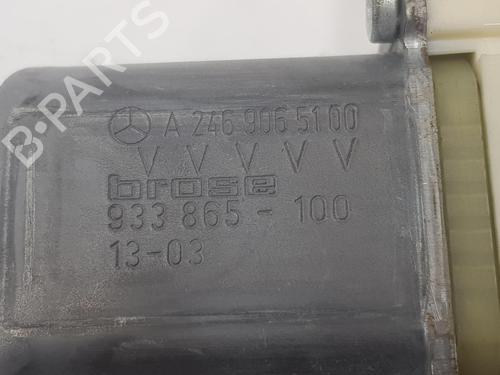 B-PARTS
A 246 906 51 00
V V V V V
brose
933 865 - 100
13-03